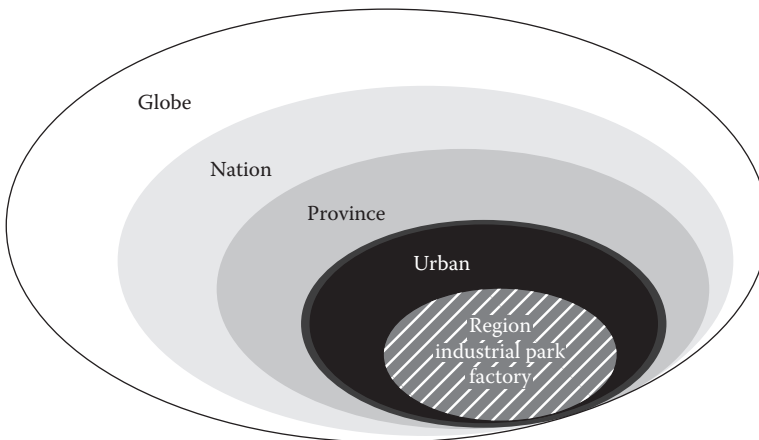 Globe
Nation
Province
Urban
Region
industrial park
factory